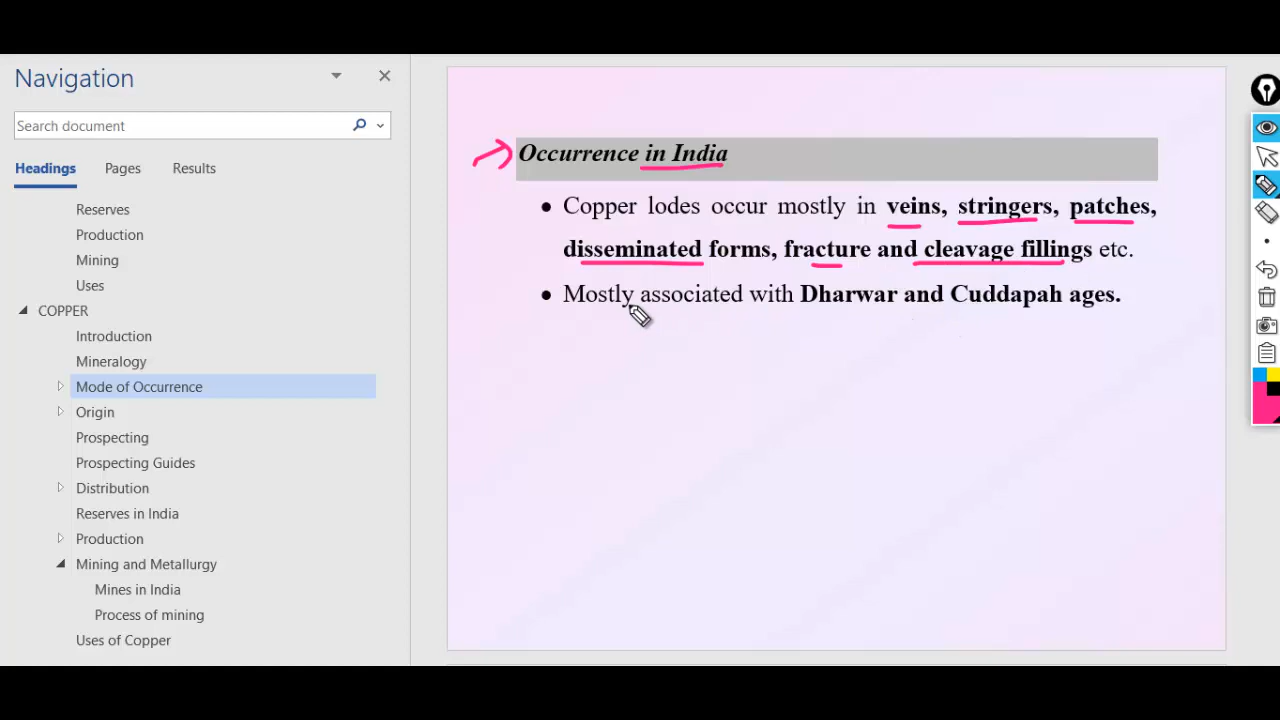 Navigation
Search document
Headings Pages Results
Reserves
Production
Mining
Uses
COPPER
Introduction
Mineralogy
Mode of Occurrence
Origin
Prospecting
Prospecting Guides
Distribution
Reserves in India
Production
Mining and Metallurgy
Mines in India
Process of mining
Uses of Copper
Occurrence in India
• Copper lodes occur mostly in veins, stringers, patches,
disseminated forms, fracture and cleavage fillings etc.
• Mostly associated with Dharwar and Cuddapah ages.